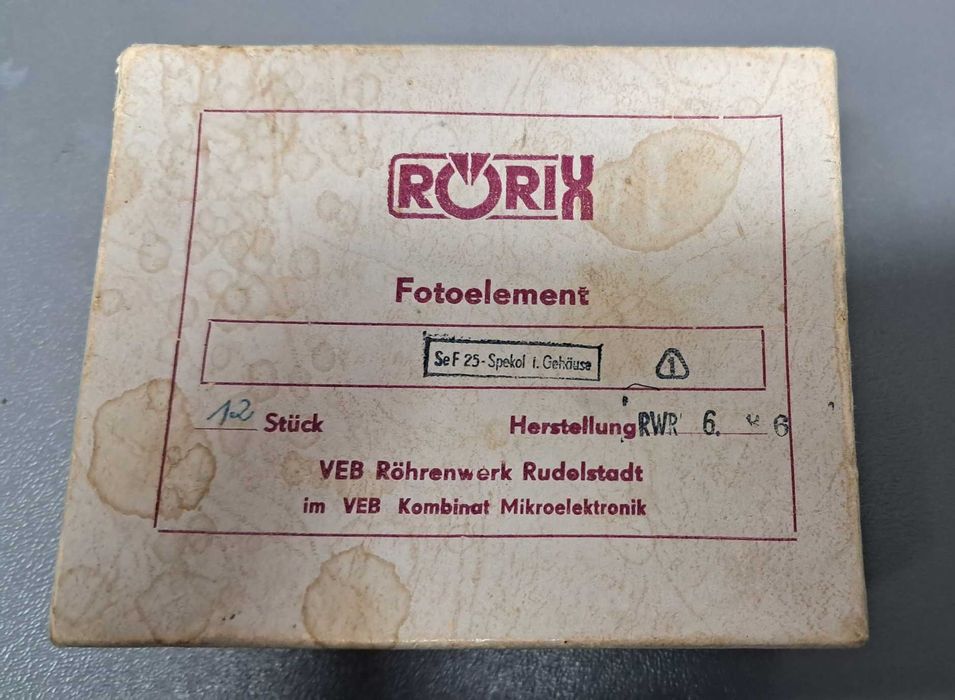 RÖRIX
Fotoelement
SeF 25-Spekol i. Gehäuse 1
12 Stück Herstellung RWR 6. 6
VEB Röhrenwerk Rudolstadt
im VEB Kombinat Mikroelektronik